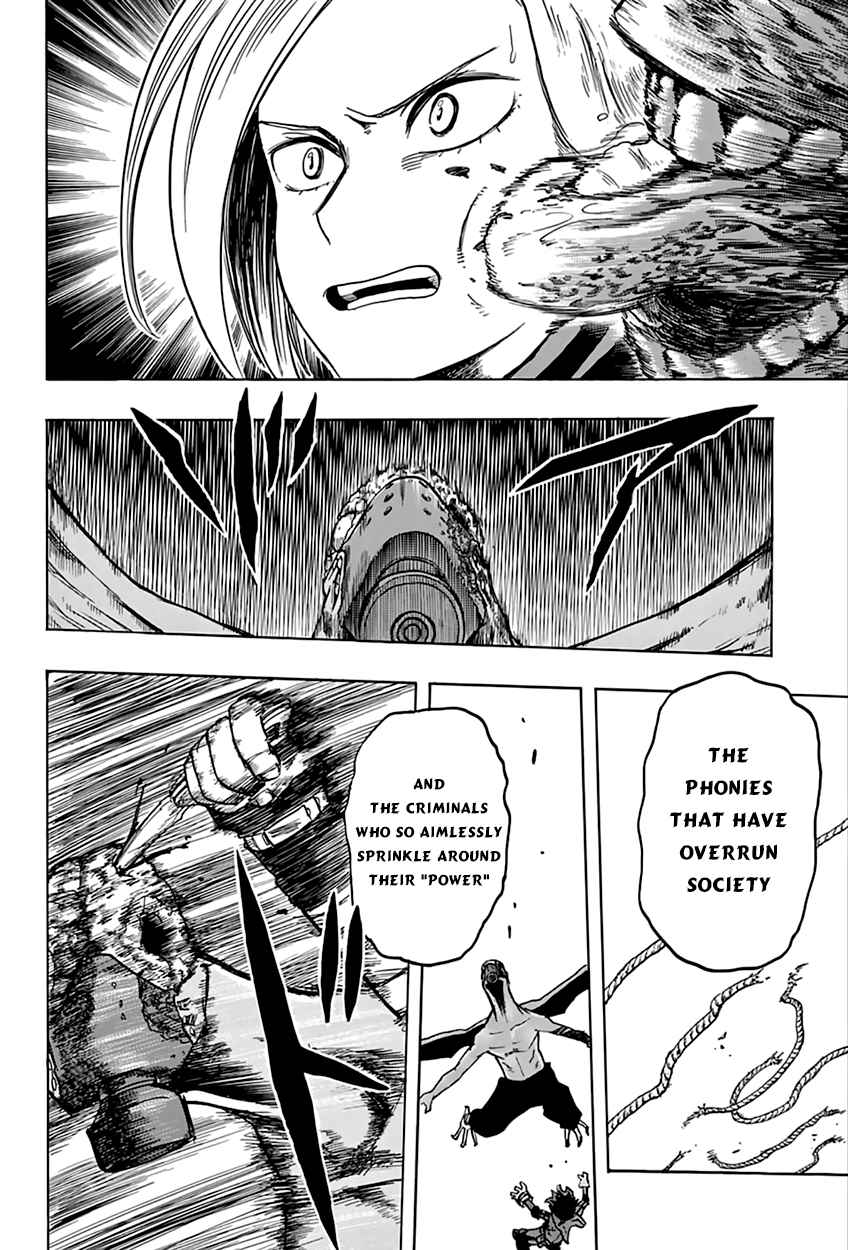 THE
PHONIES
THAT HAVE
OVERRUN
SOCIETY
AND
THE CRIMINALS
WHO SO AIMLESSLY
SPRINKLE AROUND
THEIR "POWER"